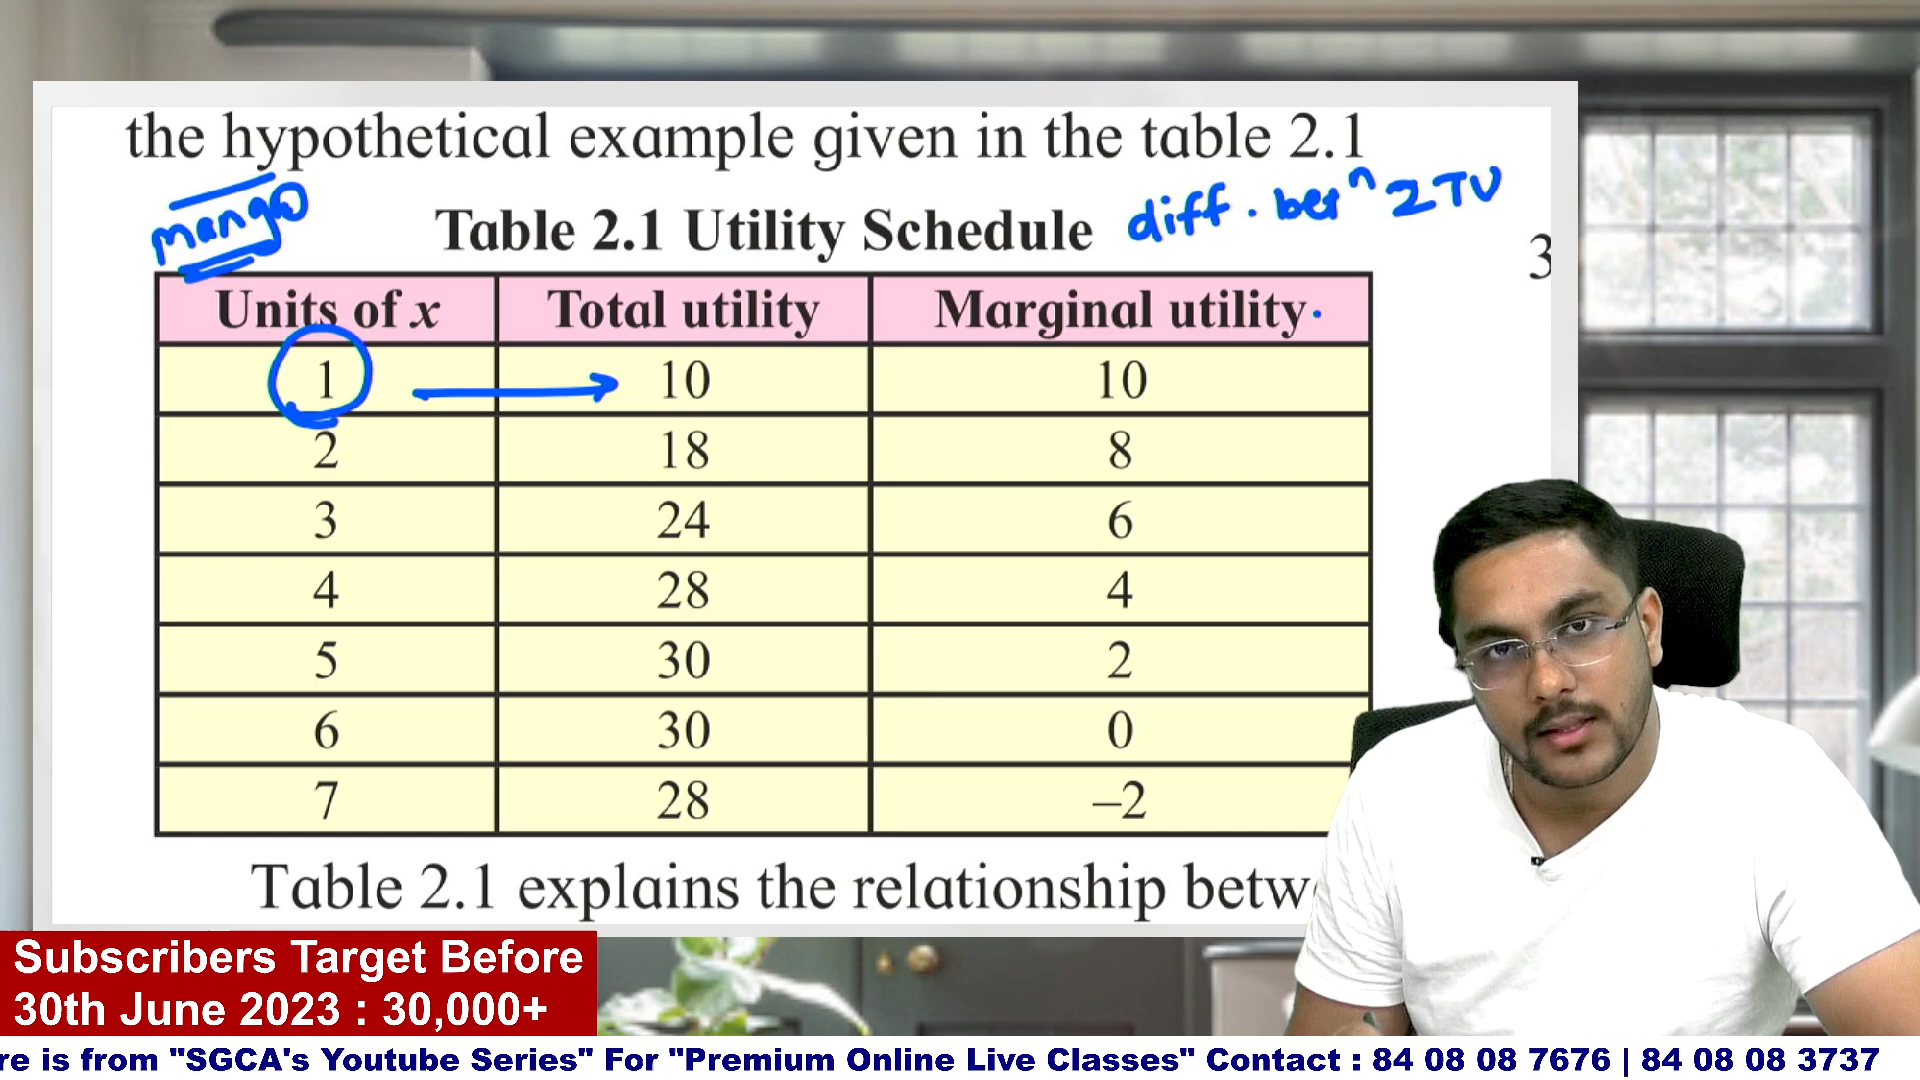 the hypothetical example given in the table 2.1
mango
diff. betn 2 TU
Table 2.1 Utility Schedule
3
Units of x Total utility Marginal utility
1 10 10
2 18 8
3 24 6
4 28 4
5 30 2
6 30 0
7 28 –2
Table 2.1 explains the relationship betw
Subscribers Target Before
30th June 2023 : 30,000+
re is from "SGCA's Youtube Series" For "Premium Online Live Classes" Contact : 84 08 08 7676 | 84 08 08 3737